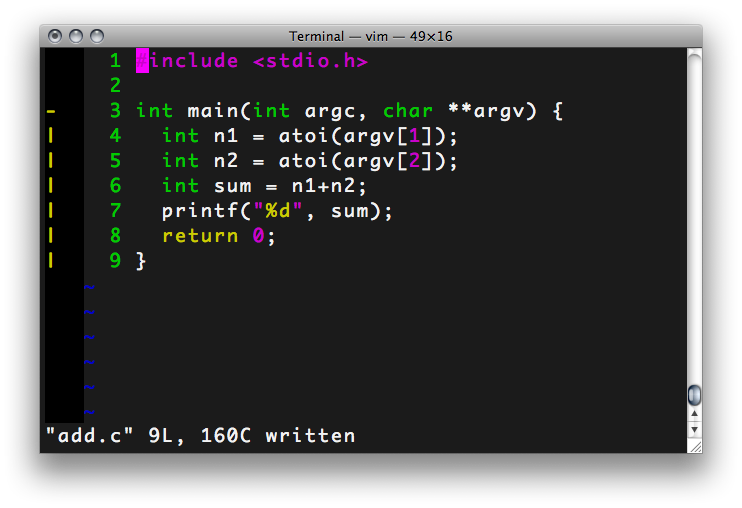 Terminal — vim — 49×16
1 #include <stdio.h>
2
3 int main(int argc, char **argv) {
4   int n1 = atoi(argv[1]);
5   int n2 = atoi(argv[2]);
6   int sum = n1+n2;
7   printf("%d", sum);
8   return 0;
9 }
~
~
~
~
~
~
"add.c" 9L, 160C written